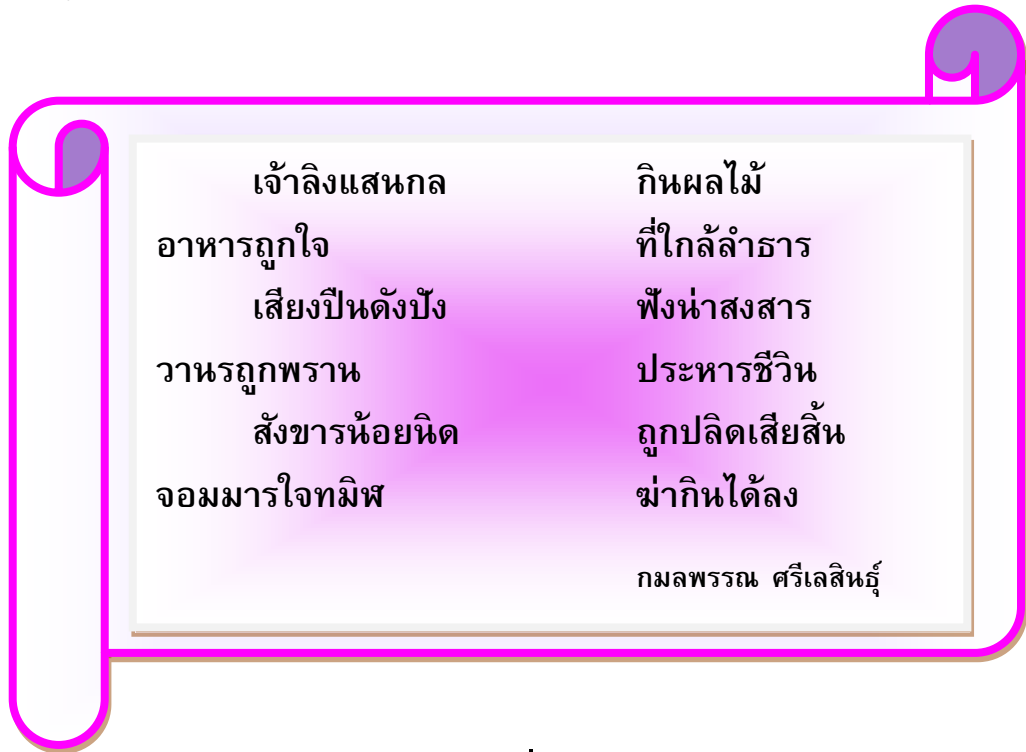 เจ้าลิงแสนกล กินผลไม้
อาหารถูกใจ ที่ใกล้ลำธาร
เสียงปืนดังปัง ฟังน่าสงสาร
วานรถูกพราน ประหารชีวิน
สังขารน้อยนิด ถูกปลิดเสียสิ้น
จอมมารใจทมิฬ ฆ่ากินได้ลง
กมลพรรณ ศรีเลสินธุ์